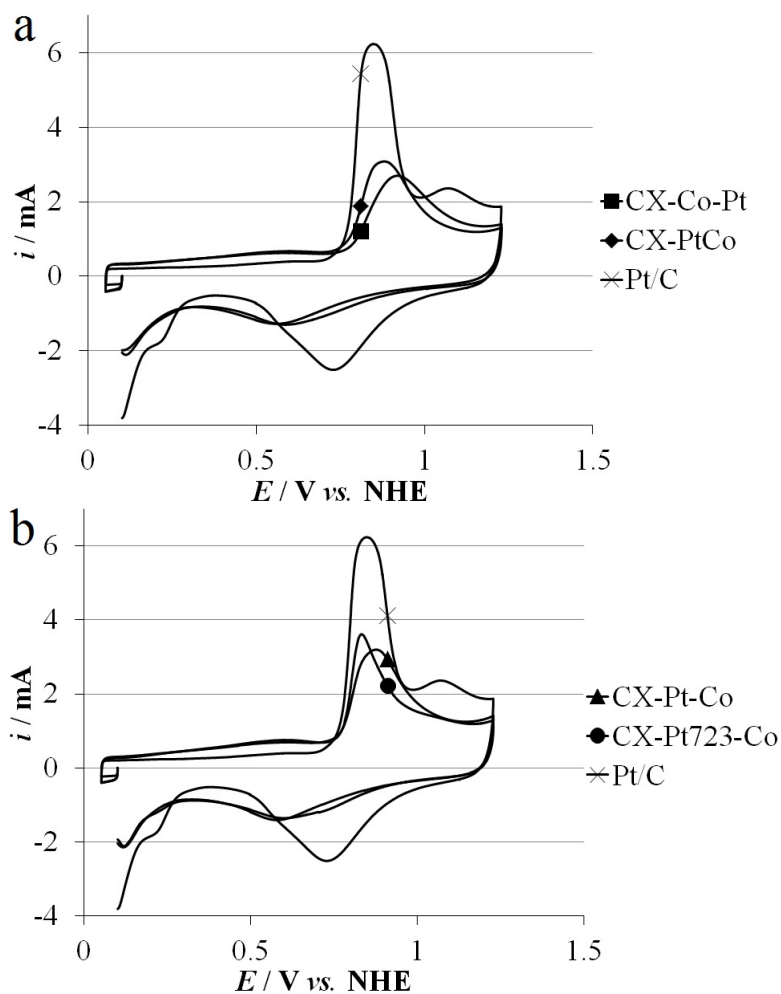 a
6
4
2
0
-2
-4
i / mA
0
0.5
1
1.5
E / V vs. NHE
CX-Co-Pt
CX-PtCo
Pt/C
b
6
4
2
0
-2
-4
i / mA
0
0.5
1
1.5
E / V vs. NHE
CX-Pt-Co
CX-Pt723-Co
Pt/C